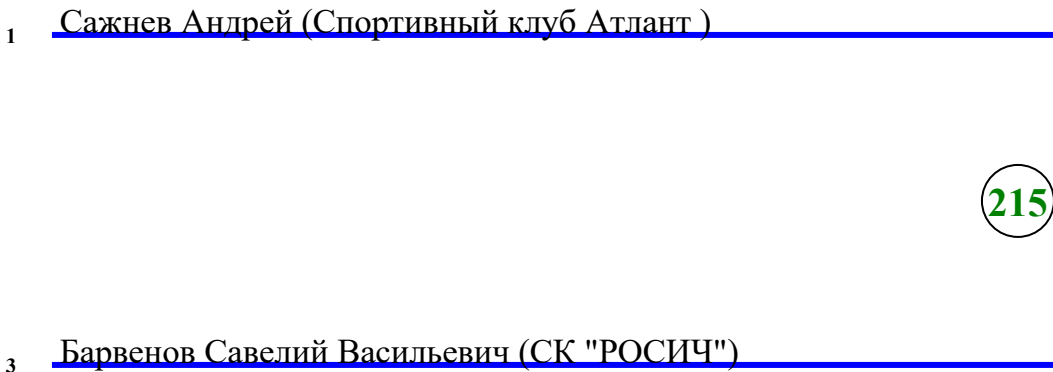 1 Сажнев Андрей (Спортивный клуб Атлант )
215
3 Барвенов Савелий Васильевич (СК "РОСИЧ")